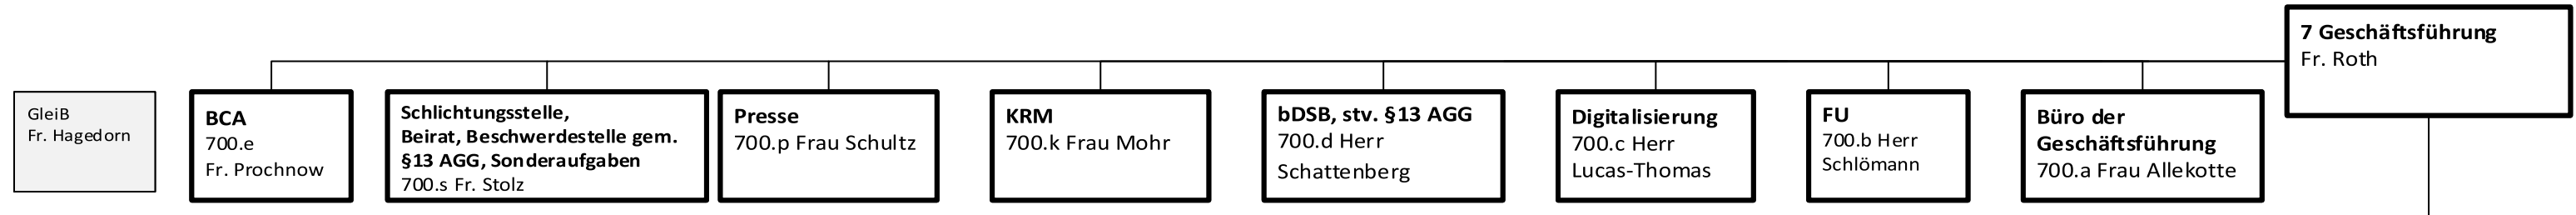 7 Geschäftsführung
Fr. Roth
GleiB
Fr. Hagedorn
BCA
700.e
Fr. Prochnow
Schlichtungsstelle,
Beirat, Beschwerdestelle gem.
§13 AGG, Sonderaufgaben
700.s Fr. Stolz
Presse
700.p Frau Schultz
KRM
700.k Frau Mohr
bDSB, stv. §13 AGG
700.d Herr
Schattenberg
Digitalisierung
700.c Herr
Lucas-Thomas
FU
700.b Herr
Schlömann
Büro der
Geschäftsführung
700.a Frau Allekotte